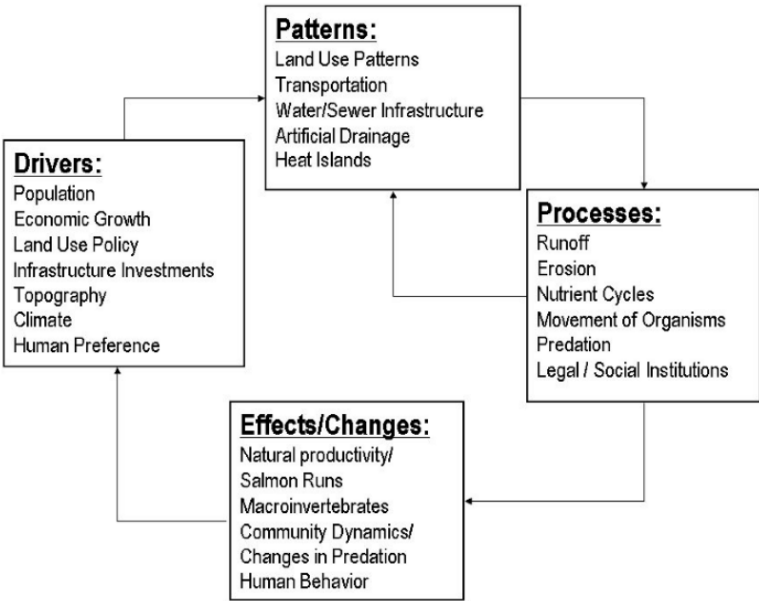 Patterns:
Land Use Patterns
Transportation
Water/Sewer Infrastructure
Artificial Drainage
Heat Islands
Drivers:
Population
Economic Growth
Land Use Policy
Infrastructure Investments
Topography
Climate
Human Preference
Processes:
Runoff
Erosion
Nutrient Cycles
Movement of Organisms
Predation
Legal / Social Institutions
Effects/Changes:
Natural productivity/
Salmon Runs
Macroinvertebrates
Community Dynamics/
Changes in Predation
Human Behavior